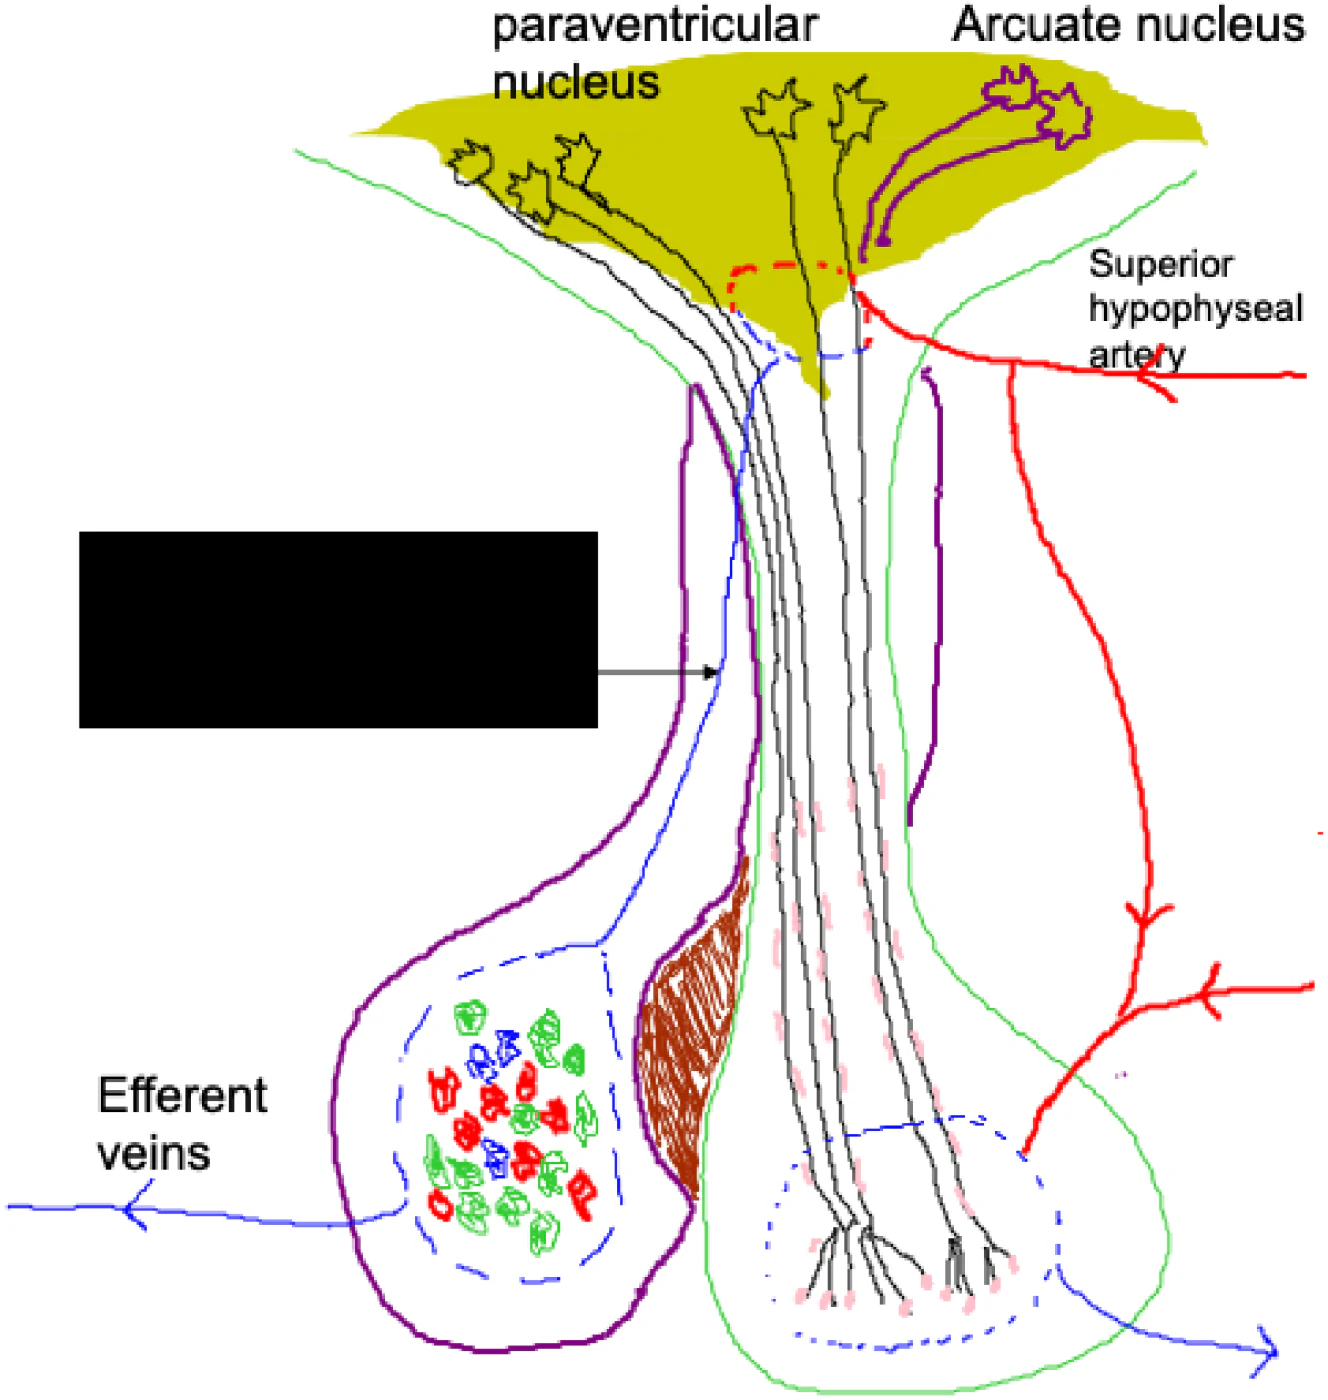 paraventricular
nucleus
Arcuate nucleus
Superior
hypophyseal
artery
Efferent
veins